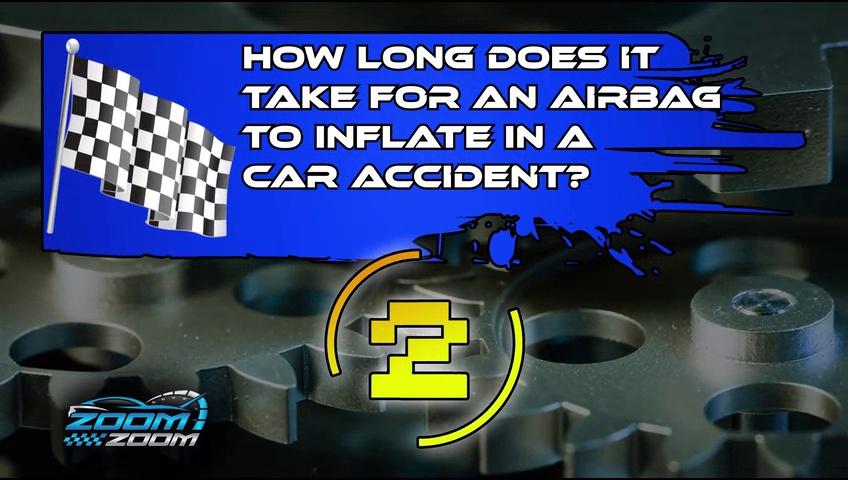 HOW LONG DOES IT
TAKE FOR AN AIRBAG
TO INFLATE IN A
CAR ACCIDENT?
2
ZOOM
ZOOM